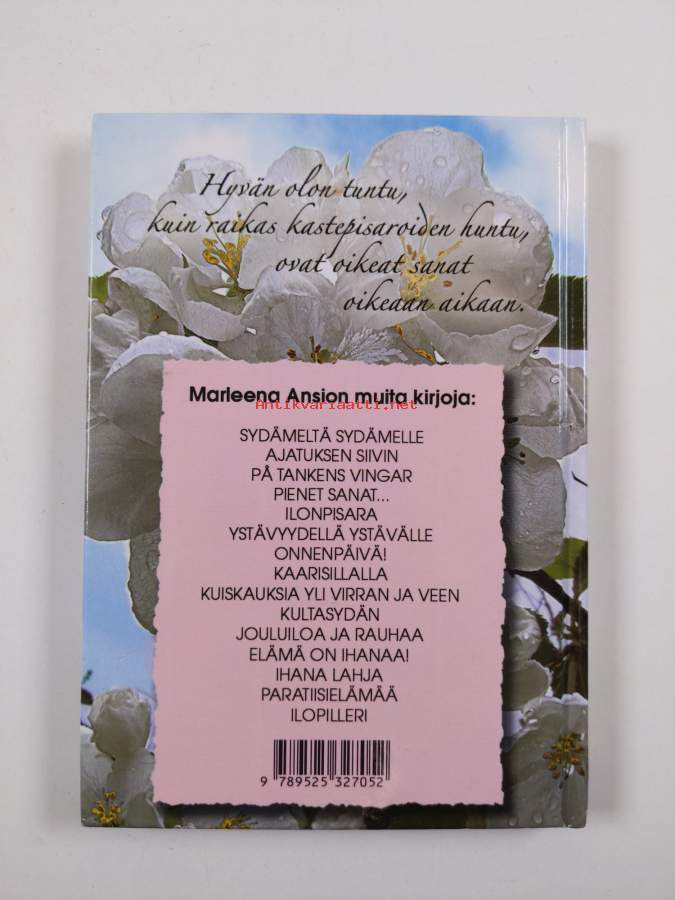 Hyvän olon tuntu,
kuin raikas kastepisaroiden huntu,
ovat oikeat sanat
oikeaan aikaan.
Marleena Ansion muita kirjoja:
Antikvariaatti.net
SYDÄMELTÄ SYDÄMELLE
AJATUKSEN SIIVIN
PÅ TANKENS VINGAR
PIENET SANAT...
ILONPISARA
YSTÄVYYDELLÄ YSTÄVÄLLE
ONNENPÄIVÄ!
KAARISILLALLA
KUISKAUKSIA YLI VIRRAN JA VEEN
KULTASYDÄN
JOULUILOA JA RAUHAA
ELÄMÄ ON IHANAA!
IHANA LAHJA
PARATIISIELÄMÄÄ
ILOPILLERI
9 789525 327052